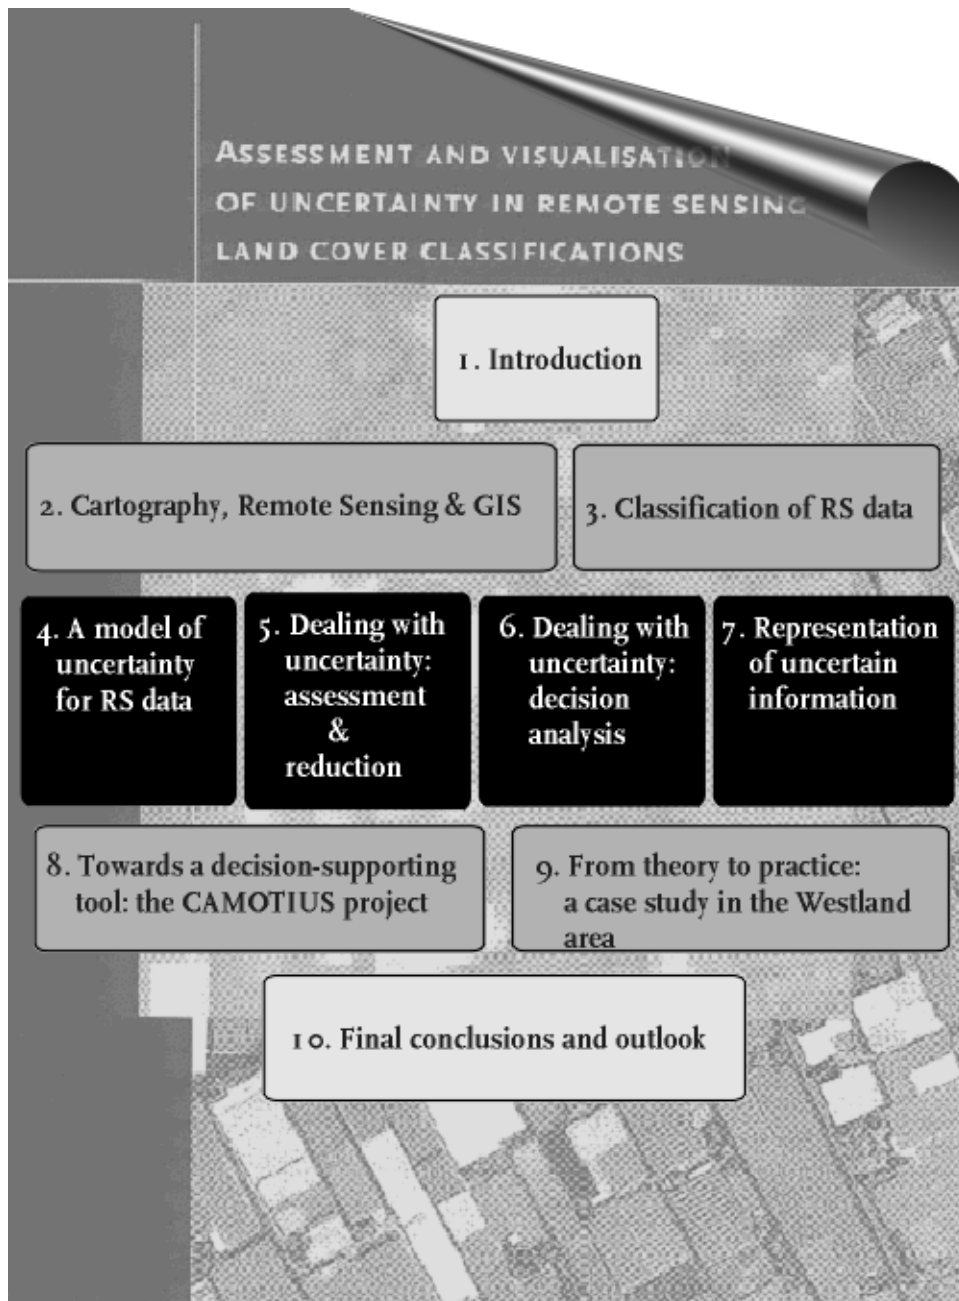 ASSESSMENT AND VISUALISATION
OF UNCERTAINTY IN REMOTE SENSING
LAND COVER CLASSIFICATIONS
1. Introduction
2. Cartography, Remote Sensing & GIS
3. Classification of RS data
4. A model of
uncertainty
for RS data
5. Dealing with
uncertainty:
assessment
&
reduction
6. Dealing with
uncertainty:
decision
analysis
7. Representation
of uncertain
information
8. Towards a decision-supporting
tool: the CAMOTIUS project
9. From theory to practice:
a case study in the Westland
area
10. Final conclusions and outlook